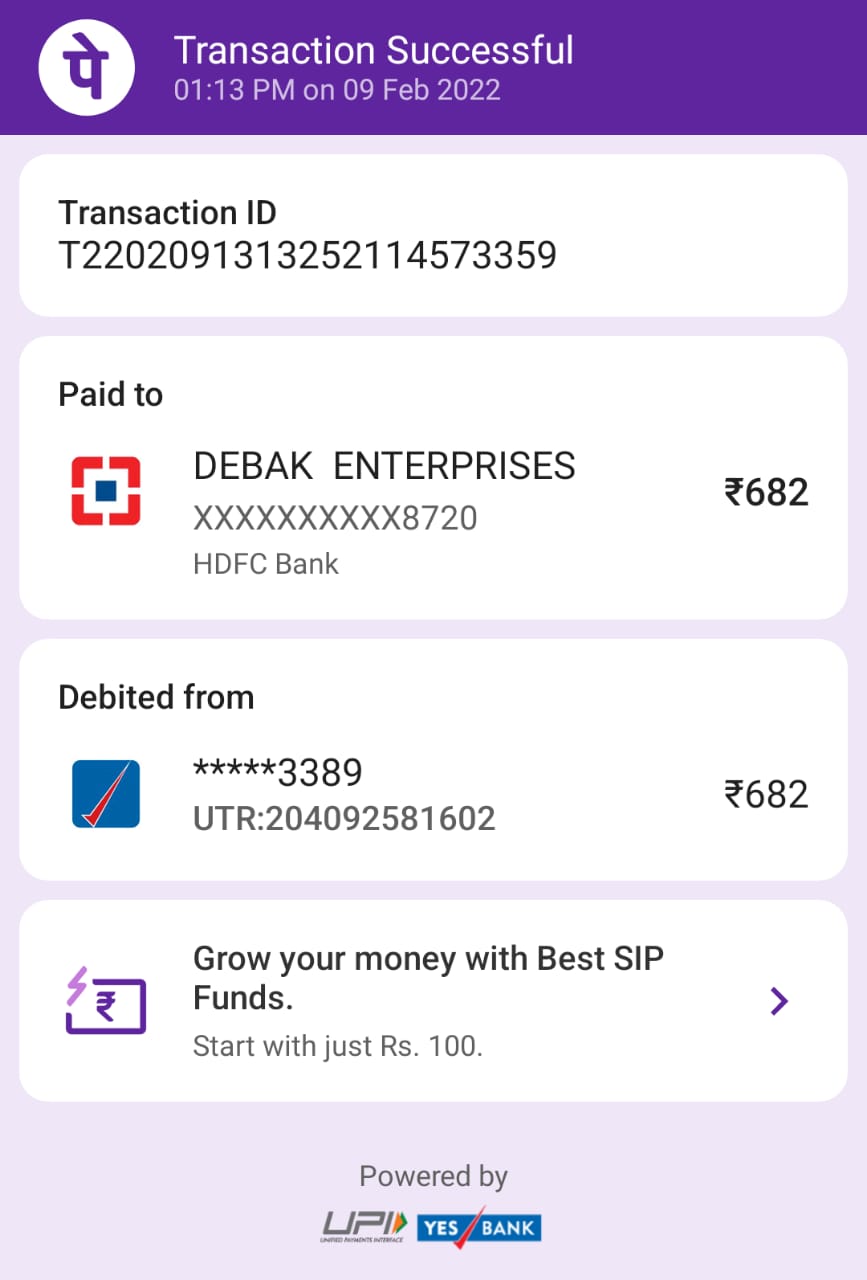 पे
Transaction Successful
01:13 PM on 09 Feb 2022
Transaction ID
T2202091313252114573359
Paid to
DEBAK  ENTERPRISES
XXXXXXXXXX8720
HDFC Bank
₹682
Debited from
*****3389
UTR:204092581602
₹682
₹
Grow your money with Best SIP
Funds.
Start with just Rs. 100.
Powered by
UPI
UNIFIED PAYMENTS INTERFACE
YES BANK